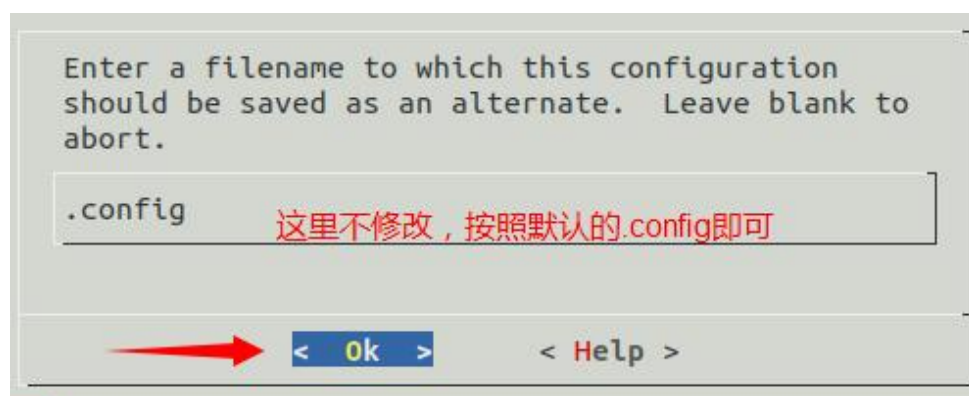 Enter a filename to which this configuration
should be saved as an alternate.  Leave blank to
abort.
.config
这里不修改，按照默认的.config即可
<  Ok  >
< Help >